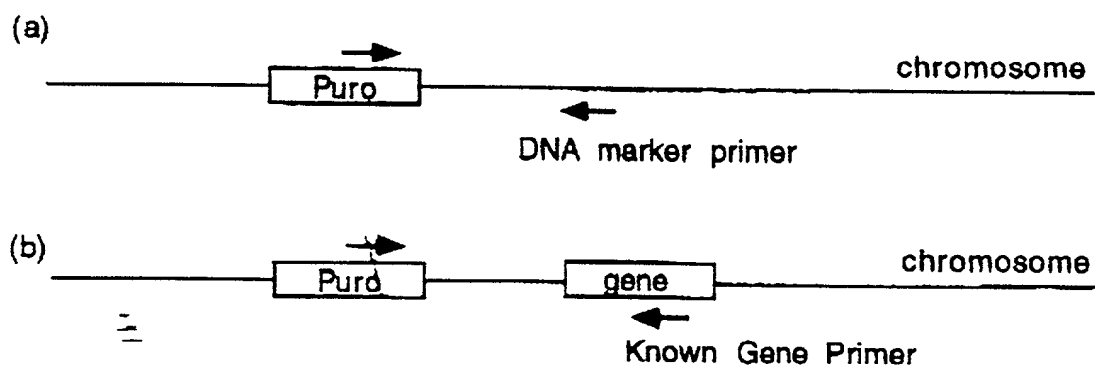 (a)
Puro
chromosome
DNA marker primer
(b)
Puro
gene
chromosome
Known Gene Primer